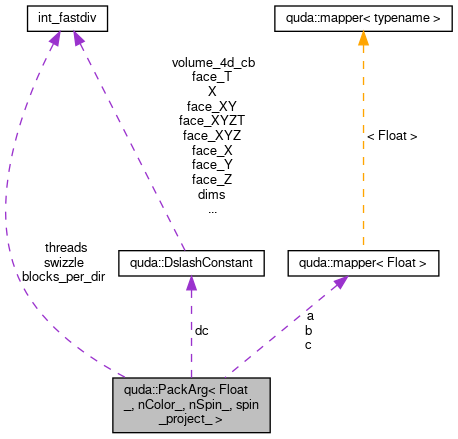 int_fastdiv
quda::mapper< typename >
volume_4d_cb
face_T
X
face_XY
face_XYZT
face_XYZ
face_X
face_Y
face_Z
dims
...
< Float >
threads
swizzle
blocks_per_dir
quda::DslashConstant
quda::mapper< Float >
dc
a
b
c
quda::PackArg< Float
_, nColor_, nSpin_, spin
_project_ >